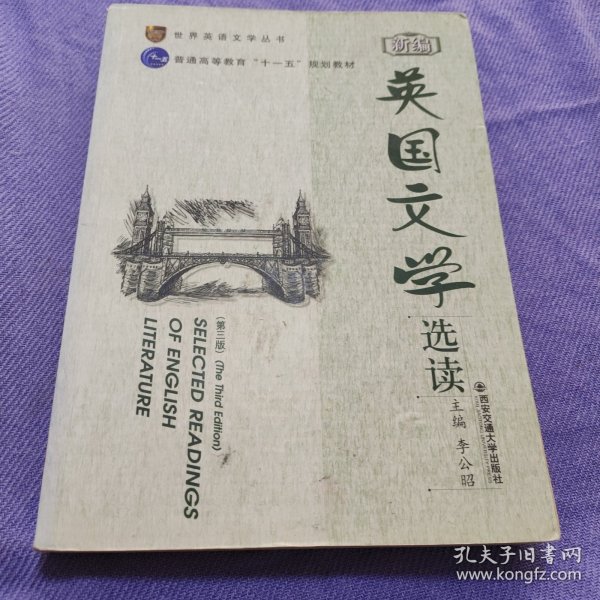 世界英语文学丛书
普通高等教育“十一五”规划教材
新编
英国文学
选读
主编 李公昭
西安交通大学出版社
(第三版) (The Third Edition)
SELECTED READINGS
OF ENGLISH
LITERATURE
孔夫子旧书网
www.kongfz.com